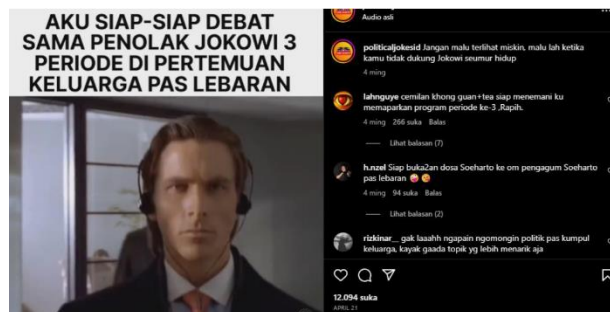 AKU SIAP-SIAP DEBAT
SAMA PENOLAK JOKOWI 3
PERIODE DI PERTEMUAN
KELUARGA PAS LEBARAN
Audio asli
politicaljokesid Jangan malu terlihat miskin, malu lah ketika
kamu tidak dukung Jokowi seumur hidup
4 ming
lahnguye cemilan khong guan+tea siap menemani ku
memaparkan program periode ke-3 ,Rapih.
4 ming 266 suka Balas
Lihat balasan (7)
h.nzel Siap buka2an dosa Soeharto ke om pengagum Soeharto
pas lebaran
4 ming 94 suka Balas
Lihat balasan (2)
rizkinar__ gak laaahh ngapain ngomongin politik pas kumpul
keluarga, kayak gaada topik yg lebih menarik aja
12.094 suka
APRIL 21